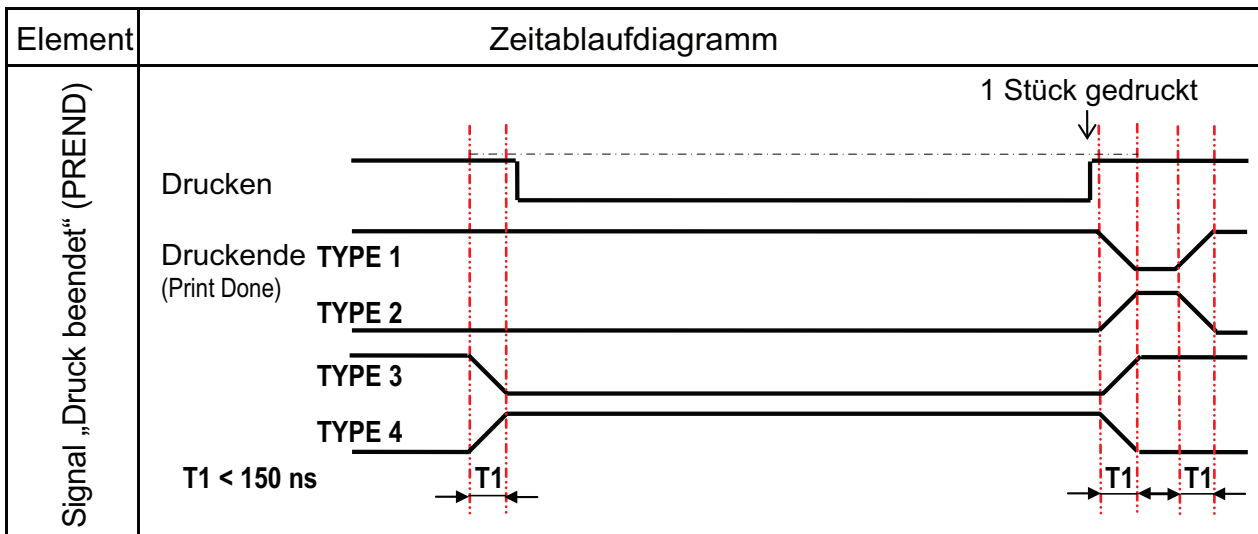 Element
Zeitablaufdiagramm
Signal „Druck beendet“ (PREND)
1 Stück gedruckt
Drucken
Druckende TYPE 1
(Print Done)
TYPE 2
TYPE 3
TYPE 4
T1 < 150 ns
T1
T1
T1